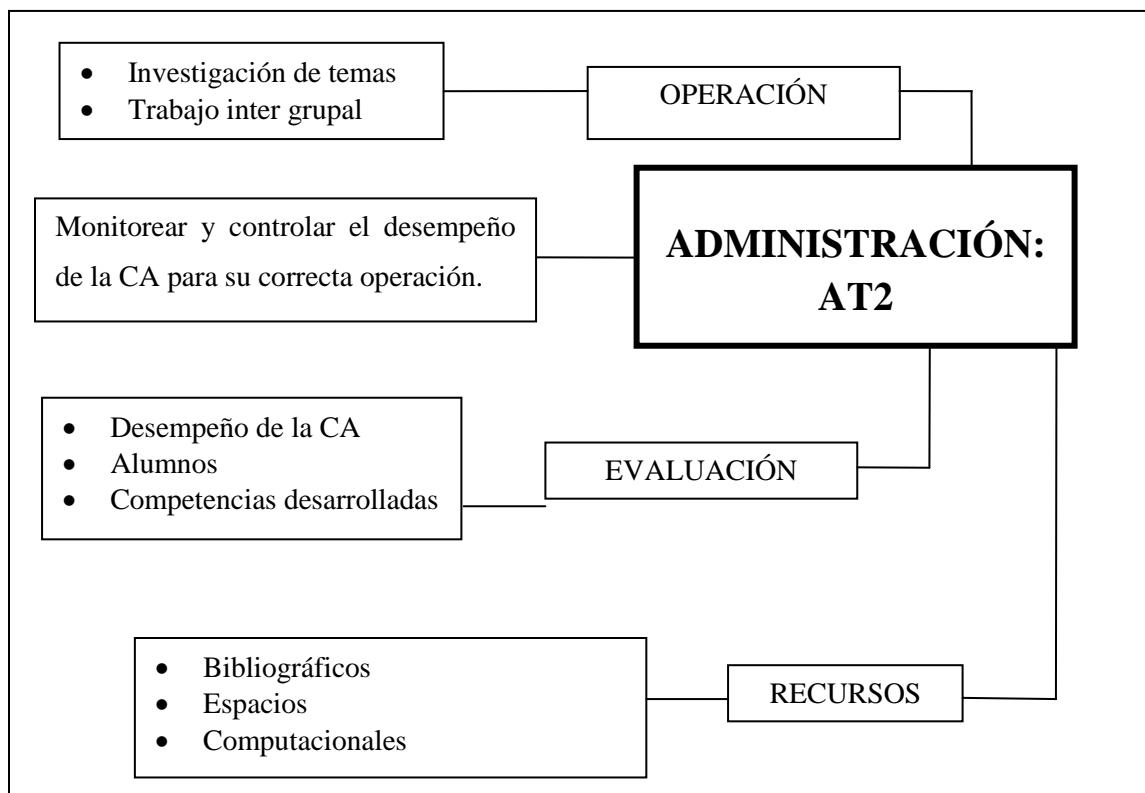 • Investigación de temas
• Trabajo inter grupal
OPERACIÓN
Monitorear y controlar el desempeño
de la CA para su correcta operación.
ADMINISTRACIÓN:
AT2
• Desempeño de la CA
• Alumnos
• Competencias desarrolladas
EVALUACIÓN
• Bibliográficos
• Espacios
• Computacionales
RECURSOS